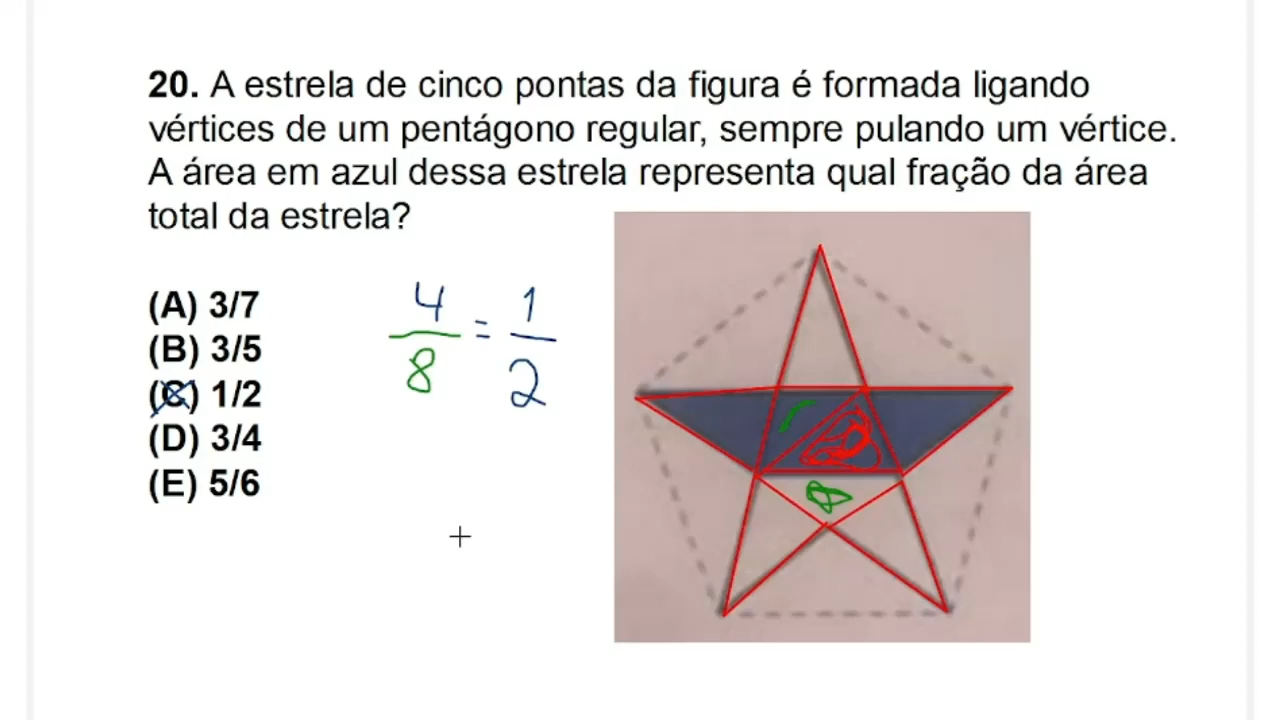 20. A estrela de cinco pontas da figura é formada ligando
vértices de um pentágono regular, sempre pulando um vértice.
A área em azul dessa estrela representa qual fração da área
total da estrela?
(A) 3/7
(B) 3/5
(C) 1/2
(D) 3/4
(E) 5/6
4/8 = 1/2